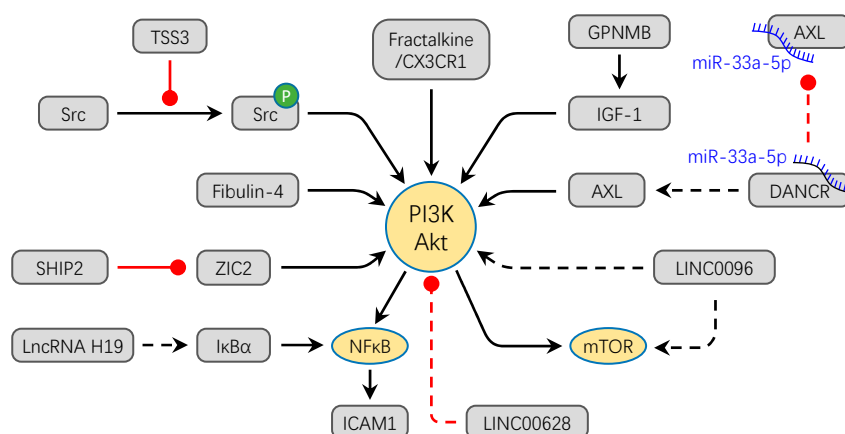 TSS3
Fractalkine
/CX3CR1
GPNMB
AXL
miR-33a-5p
Src
P
Src
IGF-1
miR-33a-5p
Fibulin-4
PI3K
Akt
AXL
DANCR
SHIP2
ZIC2
LINC0096
LncRNA H19
IκBα
NFκB
mTOR
ICAM1
LINC00628